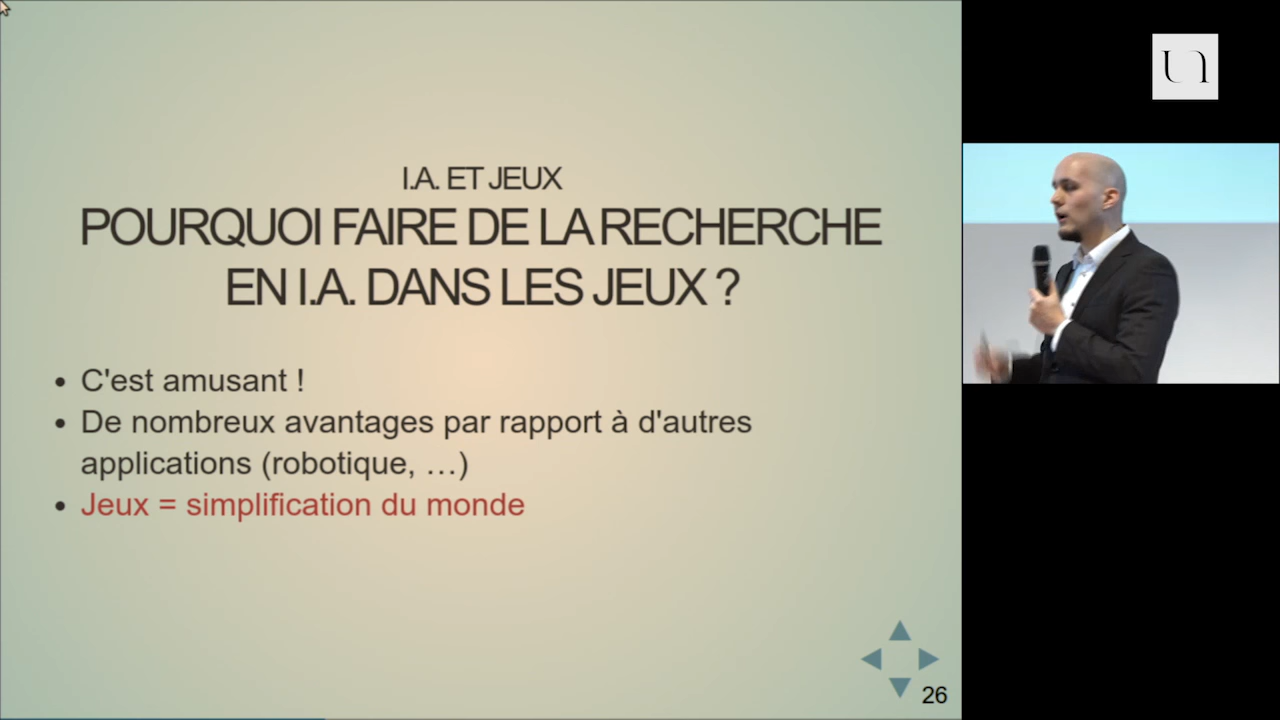 I.A. ET JEUX
POURQUOI FAIRE DE LA RECHERCHE
EN I.A. DANS LES JEUX ?
• C'est amusant !
• De nombreux avantages par rapport à d'autres
applications (robotique, …)
• Jeux = simplification du monde
26